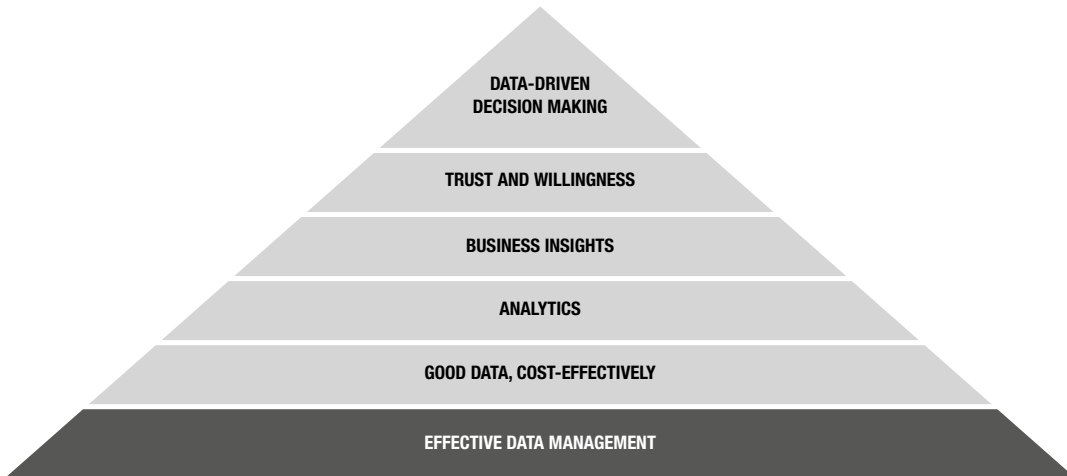 DATA-DRIVEN
DECISION MAKING
TRUST AND WILLINGNESS
BUSINESS INSIGHTS
ANALYTICS
GOOD DATA, COST-EFFECTIVELY
EFFECTIVE DATA MANAGEMENT